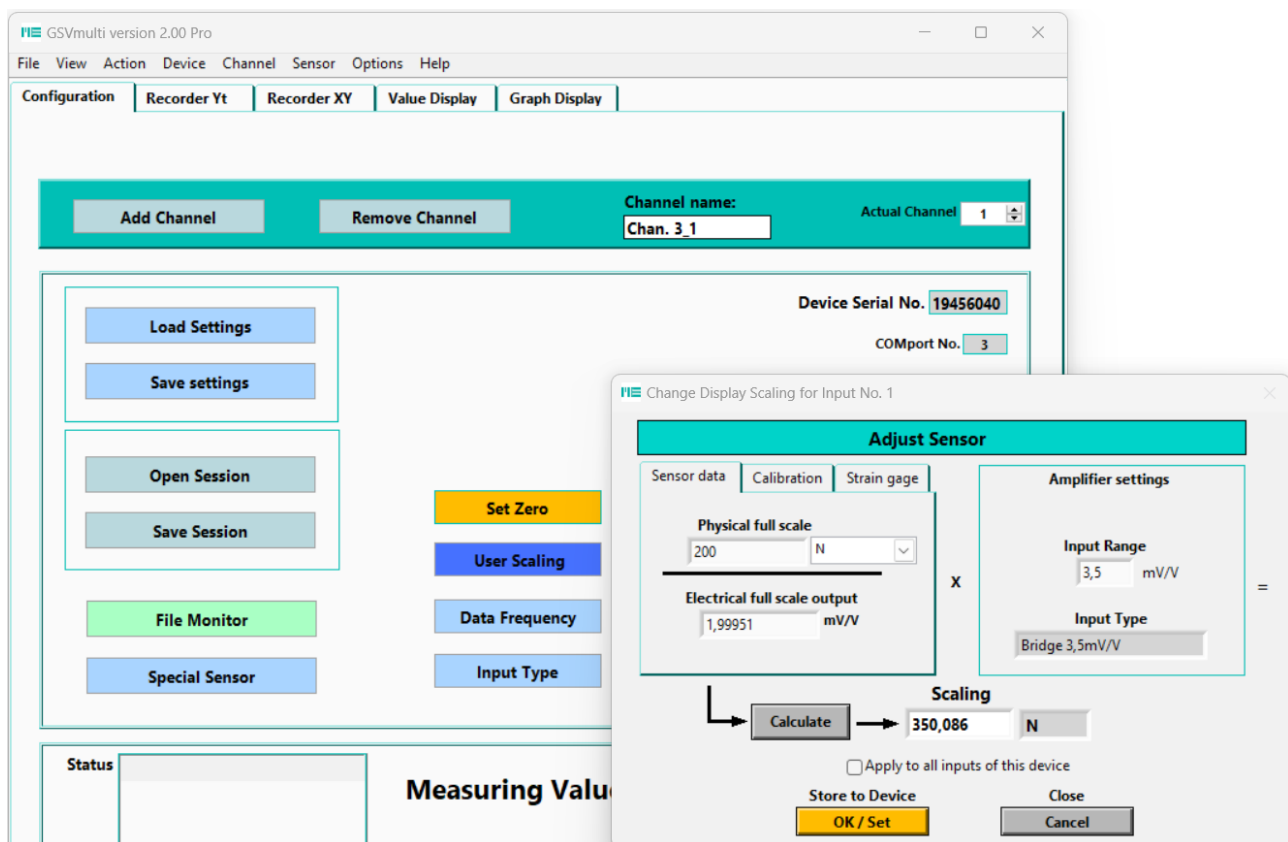 GSVmulti version 2.00 Pro
File View Action Device Channel Sensor Options Help
Configuration Recorder Yt Recorder XY Value Display Graph Display
Add Channel Remove Channel
Channel name:
Chan. 3_1
Actual Channel 1
Load Settings
Save settings
Device Serial No. 19456040
COMport No. 3
Open Session
Save Session
File Monitor
Special Sensor
Set Zero
User Scaling
Data Frequency
Input Type
Status
Measuring Valu
ME Change Display Scaling for Input No. 1
Adjust Sensor
Sensor data Calibration Strain gage
Physical full scale
200 N
Electrical full scale output
1,99951 mV/V
x
Amplifier settings
Input Range
3,5 mV/V
Input Type
Bridge 3,5mV/V
=
Scaling
Calculate 350,086 N
Apply to all inputs of this device
Store to Device Close
OK / Set Cancel